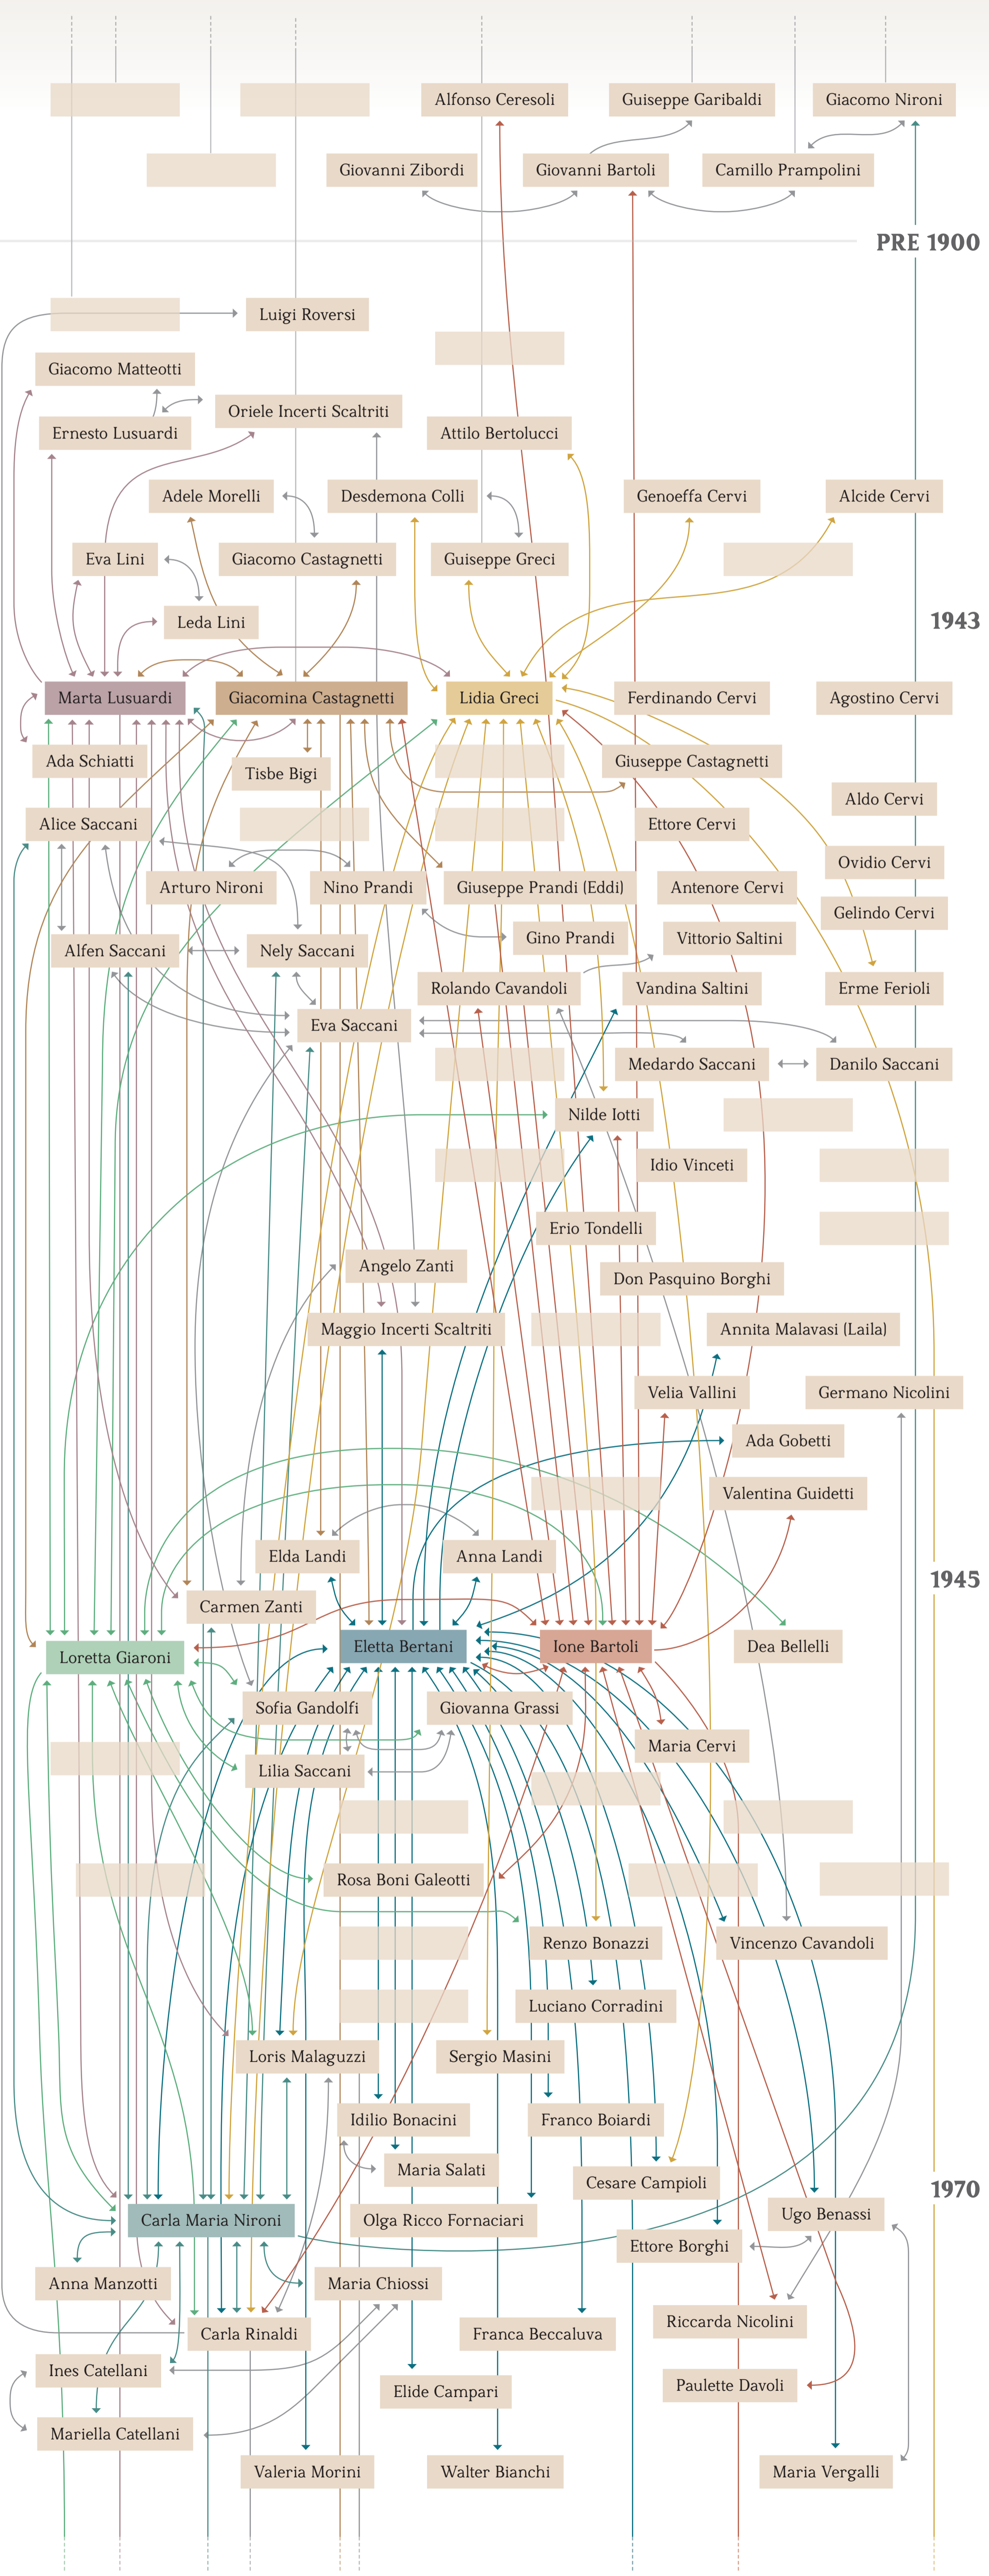 Alfonso Ceresoli
Guiseppe Garibaldi
Giacomo Nironi
Giovanni Zibordi
Giovanni Bartoli
Camillo Prampolini
PRE 1900
Luigi Roversi
Giacomo Matteotti
Oriele Incerti Scaltriti
Ernesto Lusuardi
Attilo Bertolucci
Adele Morelli
Desdemona Colli
Genoeffa Cervi
Alcide Cervi
Eva Lini
Giacomo Castagnetti
Guiseppe Greci
Leda Lini
1943
Marta Lusuardi
Giacomina Castagnetti
Lidia Greci
Ferdinando Cervi
Agostino Cervi
Ada Schiatti
Giuseppe Castagnetti
Tisbe Bigi
Aldo Cervi
Alice Saccani
Ettore Cervi
Ovidio Cervi
Arturo Nironi
Nino Prandi
Giuseppe Prandi (Eddi)
Antenore Cervi
Gelindo Cervi
Alfen Saccani
Nely Saccani
Gino Prandi
Vittorio Saltini
Rolando Cavandoli
Vandina Saltini
Erme Ferioli
Eva Saccani
Medardo Saccani
Danilo Saccani
Nilde Iotti
Idio Vinceti
Erio Tondelli
Angelo Zanti
Don Pasquino Borghi
Maggio Incerti Scaltriti
Annita Malavasi (Laila)
Velia Vallini
Germano Nicolini
Ada Gobetti
Valentina Guidetti
Elda Landi
Anna Landi
1945
Carmen Zanti
Loretta Giaroni
Eletta Bertani
Ione Bartoli
Dea Bellelli
Sofia Gandolfi
Giovanna Grassi
Maria Cervi
Lilia Saccani
Rosa Boni Galeotti
Renzo Bonazzi
Vincenzo Cavandoli
Luciano Corradini
Loris Malaguzzi
Sergio Masini
Idilio Bonacini
Franco Boiardi
Maria Salati
Cesare Campioli
1970
Carla Maria Nironi
Olga Ricco Fornaciari
Ugo Benassi
Ettore Borghi
Anna Manzotti
Maria Chiossi
Carla Rinaldi
Franca Beccaluva
Riccarda Nicolini
Ines Catellani
Elide Campari
Paulette Davoli
Mariella Catellani
Valeria Morini
Walter Bianchi
Maria Vergalli